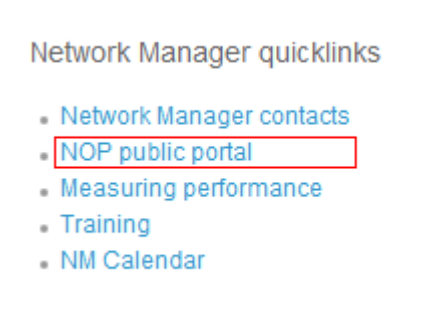 Network Manager quicklinks
Network Manager contacts
NOP public portal
Measuring performance
Training
NM Calendar